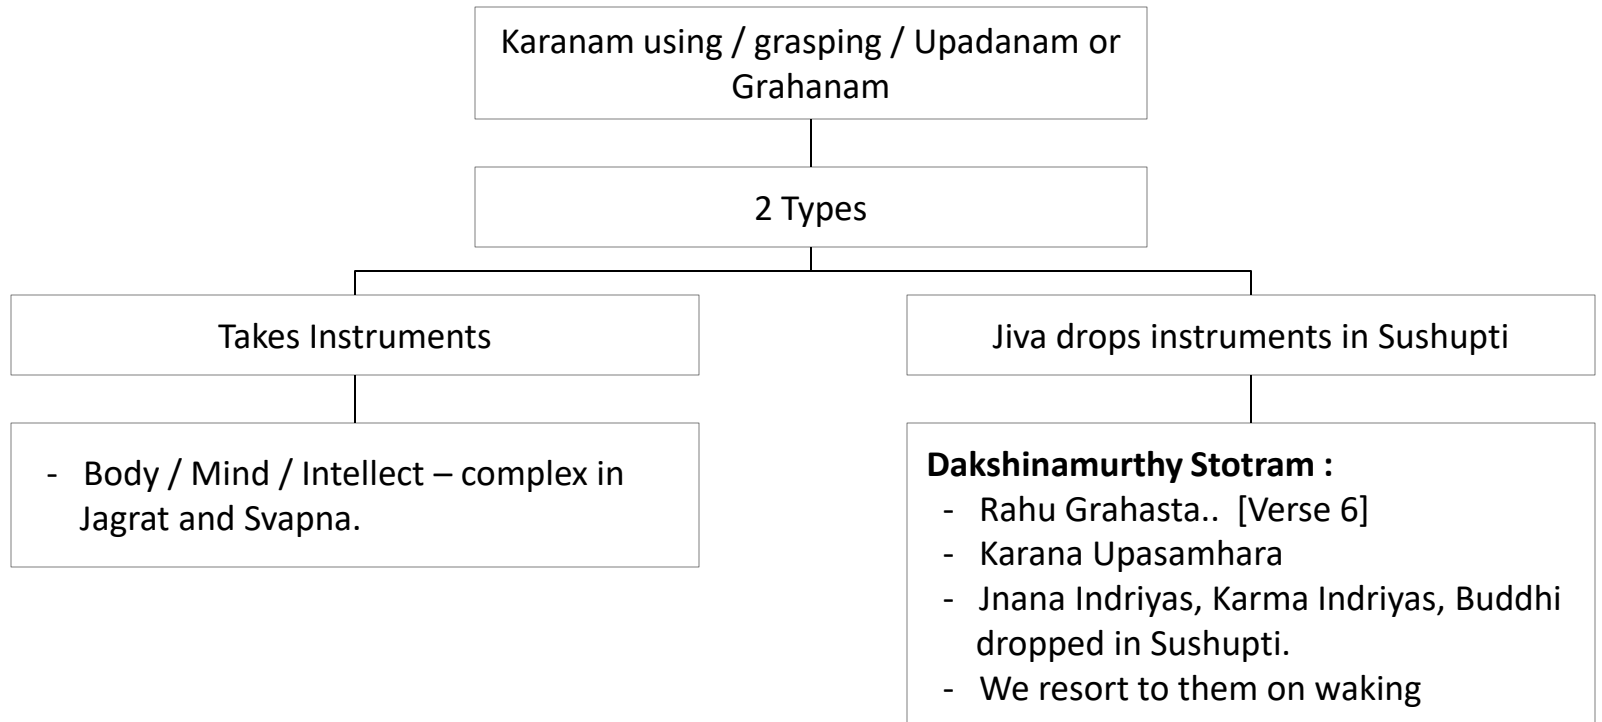 Karanam using / grasping / Upadanam or
Grahanam
2 Types
Takes Instruments
Jiva drops instruments in Sushupti
- Body / Mind / Intellect – complex in
Jagrat and Svapna.
Dakshinamurthy Stotram :
- Rahu Grahasta.. [Verse 6]
- Karana Upasamhara
- Jnana Indriyas, Karma Indriyas, Buddhi
dropped in Sushupti.
- We resort to them on waking